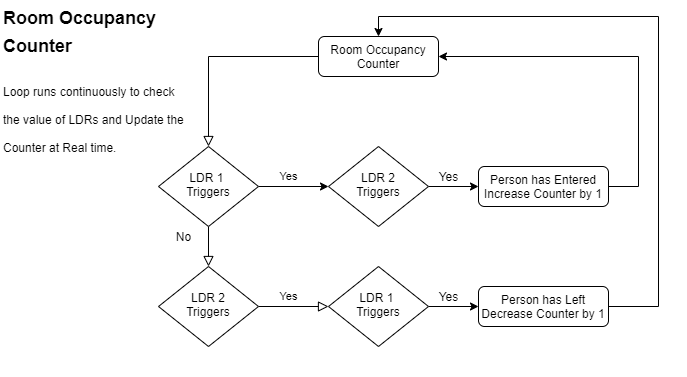 Room Occupancy
Counter
Loop runs continuously to check
the value of LDRs and Update the
Counter at Real time.
Room Occupancy
Counter
LDR 1
Triggers
Yes
LDR 2
Triggers
Yes
Person has Entered
Increase Counter by 1
No
LDR 2
Triggers
Yes
LDR 1
Triggers
Yes
Person has Left
Decrease Counter by 1